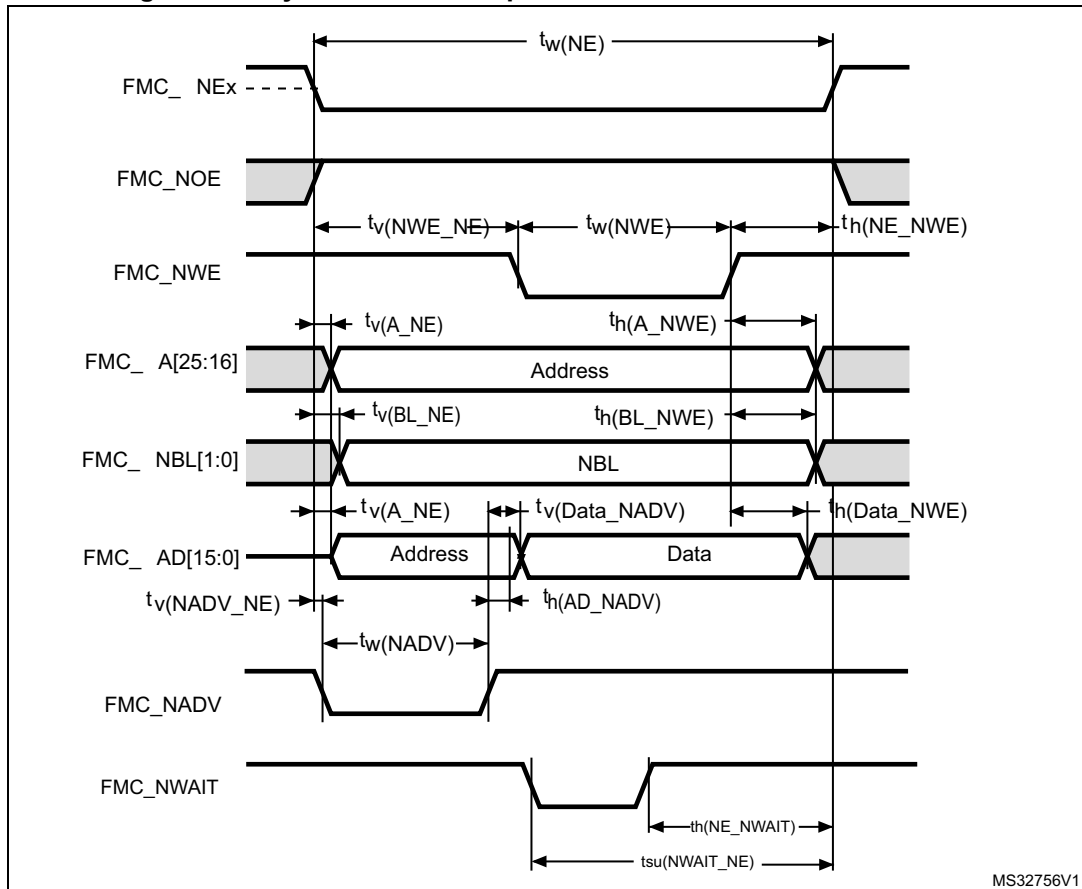 tw(NE)
FMC_ NEx
FMC_NOE
tv(NWE_NE)
tw(NWE)
th(NE_NWE)
FMC_NWE
tv(A_NE)
th(A_NWE)
FMC_ A[25:16]
Address
tv(BL_NE)
th(BL_NWE)
FMC_ NBL[1:0]
NBL
tv(A_NE)
tv(Data_NADV)
th(Data_NWE)
FMC_ AD[15:0]
Address
Data
tv(NADV_NE)
th(AD_NADV)
tw(NADV)
FMC_NADV
FMC_NWAIT
th(NE_NWAIT)
tsu(NWAIT_NE)
MS32756V1